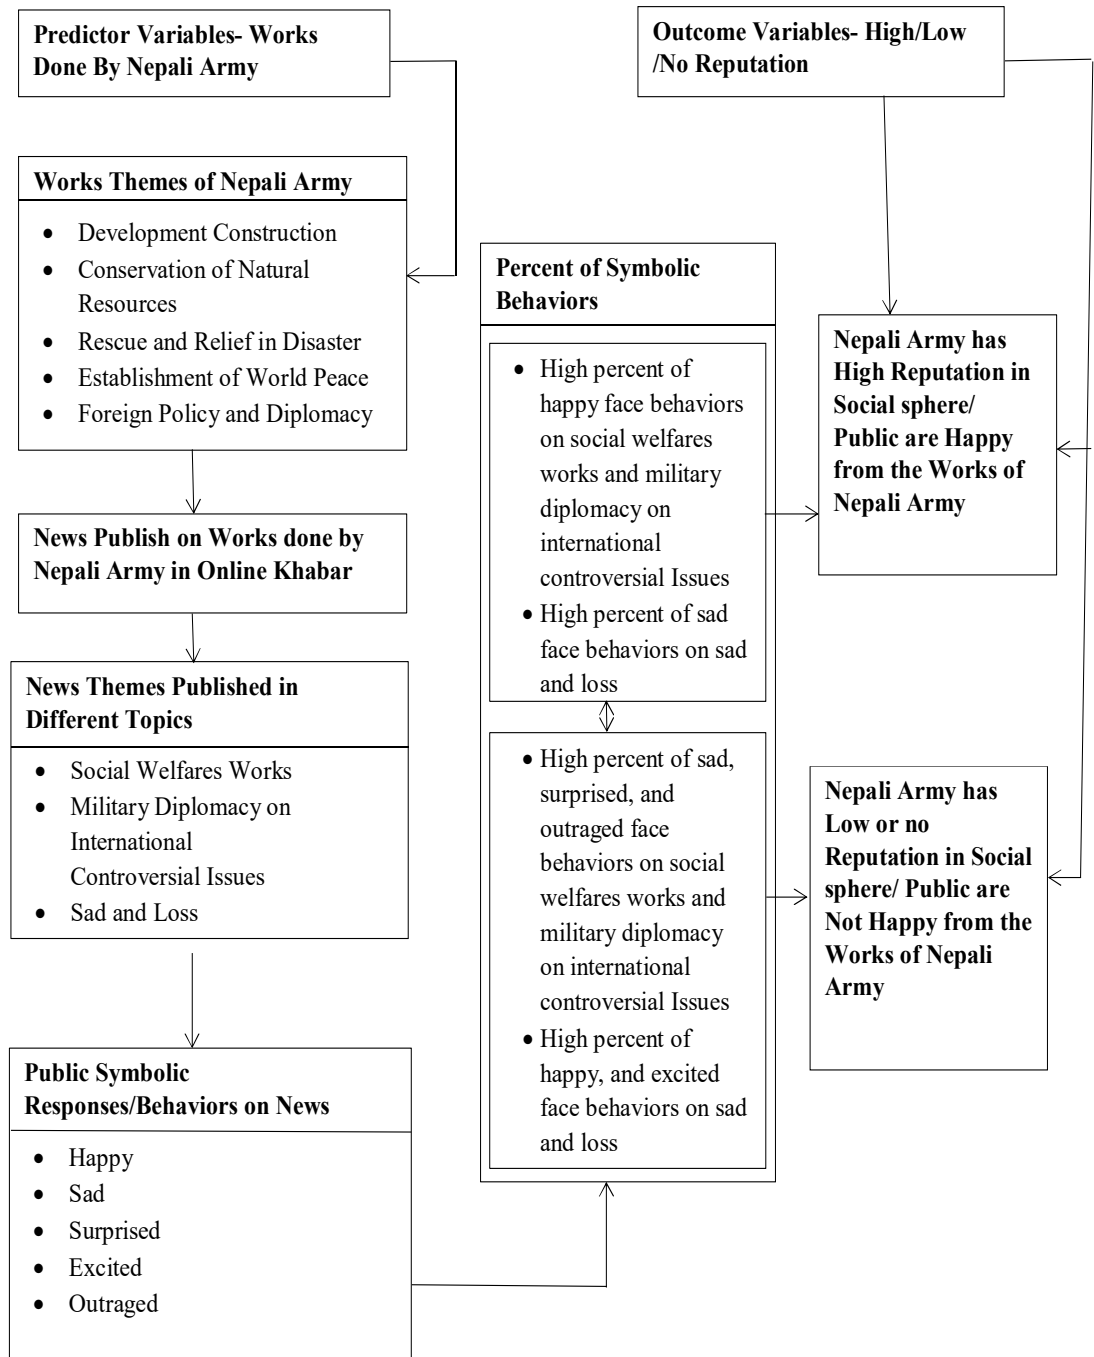 Predictor Variables- Works
Done By Nepali Army
Works Themes of Nepali Army
• Development Construction
• Conservation of Natural
Resources
• Rescue and Relief in Disaster
• Establishment of World Peace
• Foreign Policy and Diplomacy
News Publish on Works done by
Nepali Army in Online Khabar
News Themes Published in
Different Topics
• Social Welfares Works
• Military Diplomacy on
International
Controversial Issues
• Sad and Loss
Public Symbolic
Responses/Behaviors on News
• Happy
• Sad
• Surprised
• Excited
• Outraged
Percent of Symbolic
Behaviors
• High percent of
happy face behaviors
on social welfares
works and military
diplomacy on
international
controversial Issues
• High percent of sad
face behaviors on sad
and loss
• High percent of sad,
surprised, and
outraged face
behaviors on social
welfares works and
military diplomacy
on international
controversial Issues
• High percent of
happy, and excited
face behaviors on sad
and loss
Outcome Variables- High/Low
/No Reputation
Nepali Army has
High Reputation in
Social sphere/
Public are Happy
from the Works of
Nepali Army
Nepali Army has
Low or no
Reputation in Social
sphere/ Public are
Not Happy from the
Works of Nepali
Army